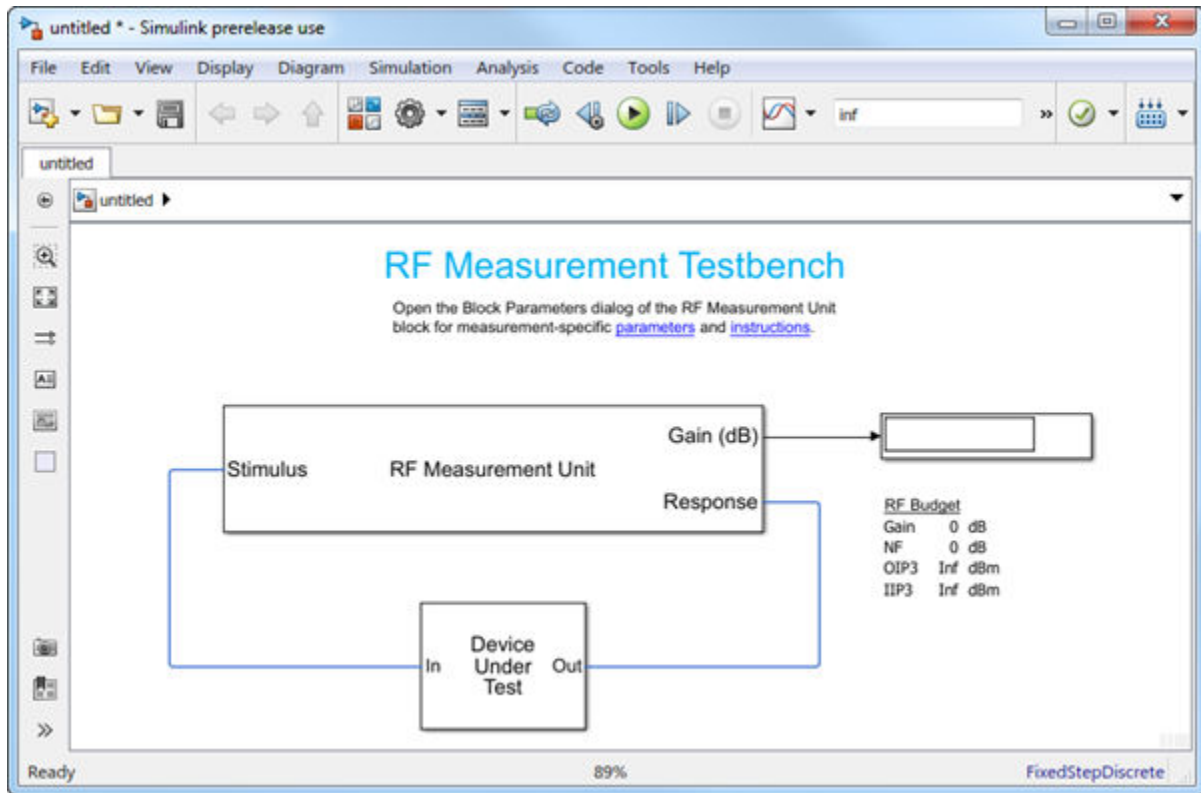 untitled * - Simulink prerelease use
File Edit View Display Diagram Simulation Analysis Code Tools Help
inf
untitled
untitled
RF Measurement Testbench
Open the Block Parameters dialog of the RF Measurement Unit
block for measurement-specific parameters and instructions.
Gain (dB)
Stimulus RF Measurement Unit
Response
RF Budget
Gain 0 dB
NF 0 dB
OIP3 Inf dBm
IIP3 Inf dBm
Device
In Under Out
Test
Ready 89% FixedStepDiscrete